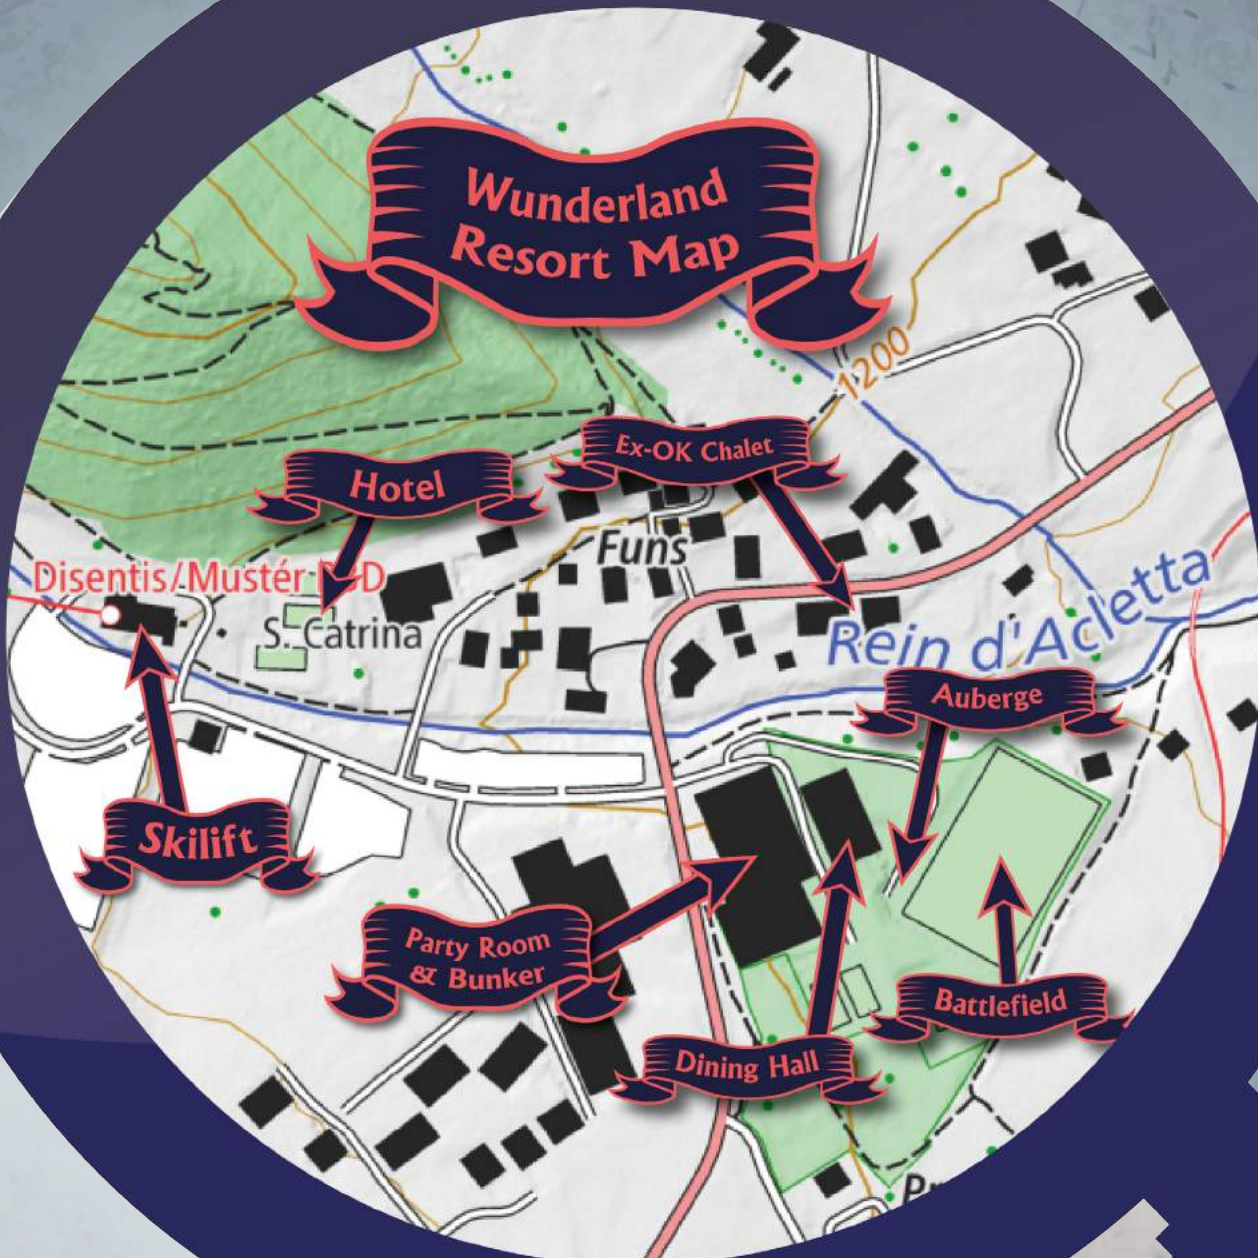 Wunderland
Resort Map
1200
Ex-OK Chalet
Hotel
Funs
Disentis/Mustér
S. Catrina
Rein d'Acletta
Auberge
Skilift
Party Room
& Bunker
Battlefield
Dining Hall